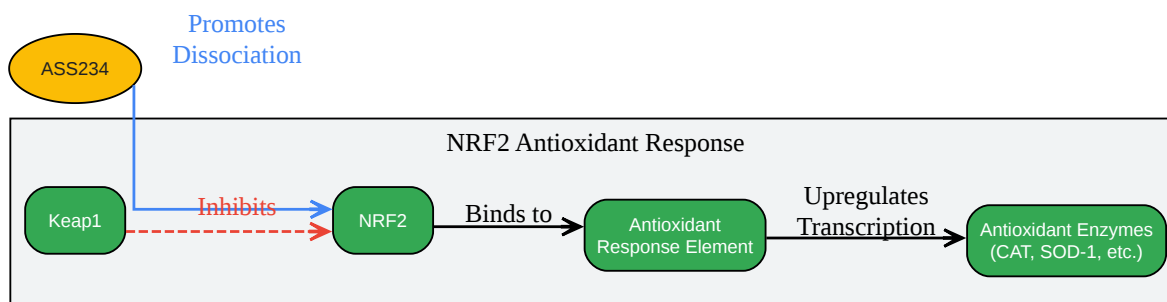 Promotes
Dissociation
ASS234
NRF2 Antioxidant Response
Keap1
Inhibits
NRF2
Binds to
Antioxidant
Response Element
Upregulates
Transcription
Antioxidant Enzymes
(CAT, SOD-1, etc.)